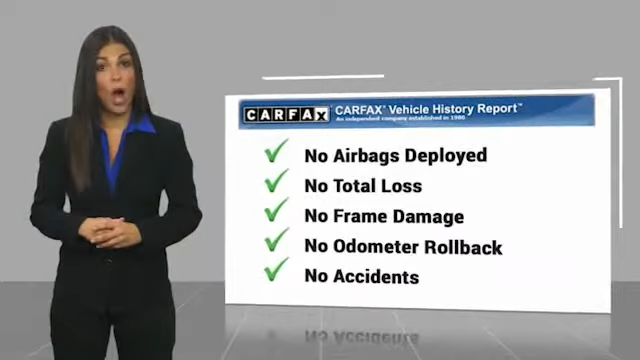 CARFAX CARFAX® Vehicle History Report™
An independent company established in 1986
No Airbags Deployed
No Total Loss
No Frame Damage
No Odometer Rollback
No Accidents